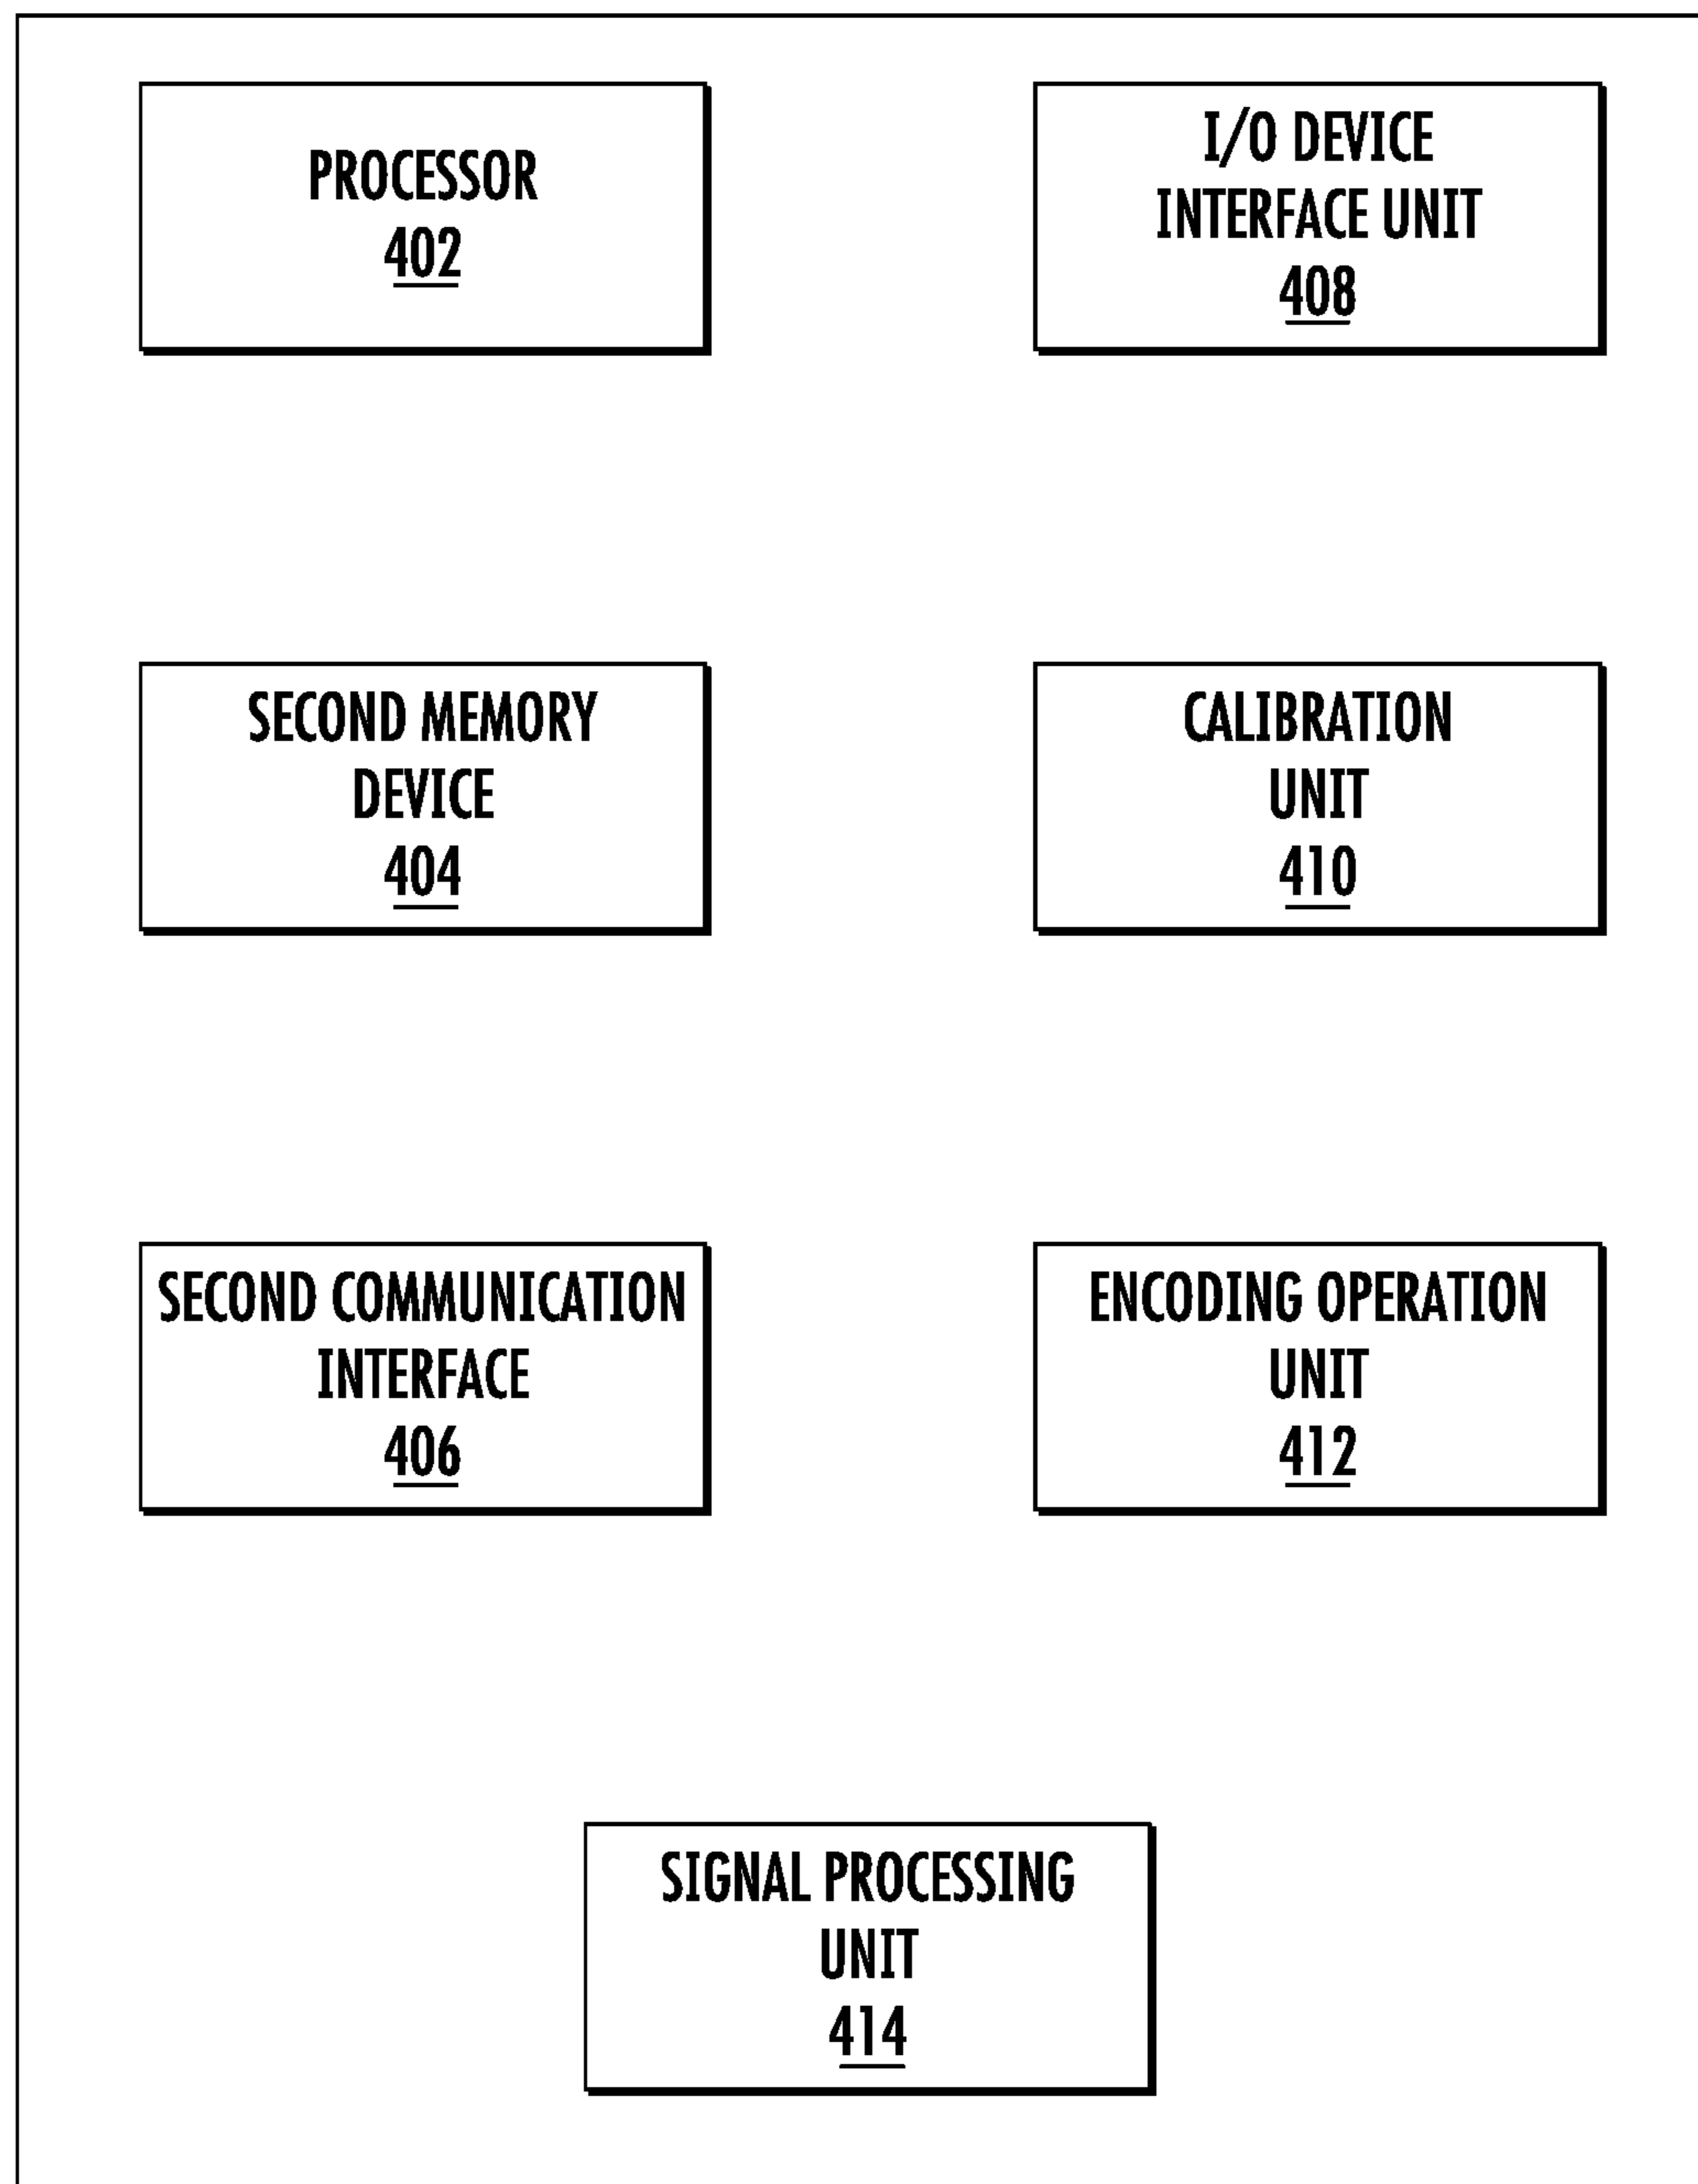 PROCESSOR
402
I/O DEVICE
INTERFACE UNIT
408
SECOND MEMORY
DEVICE
404
CALIBRATION
UNIT
410
SECOND COMMUNICATION
INTERFACE
406
ENCODING OPERATION
UNIT
412
SIGNAL PROCESSING
UNIT
414